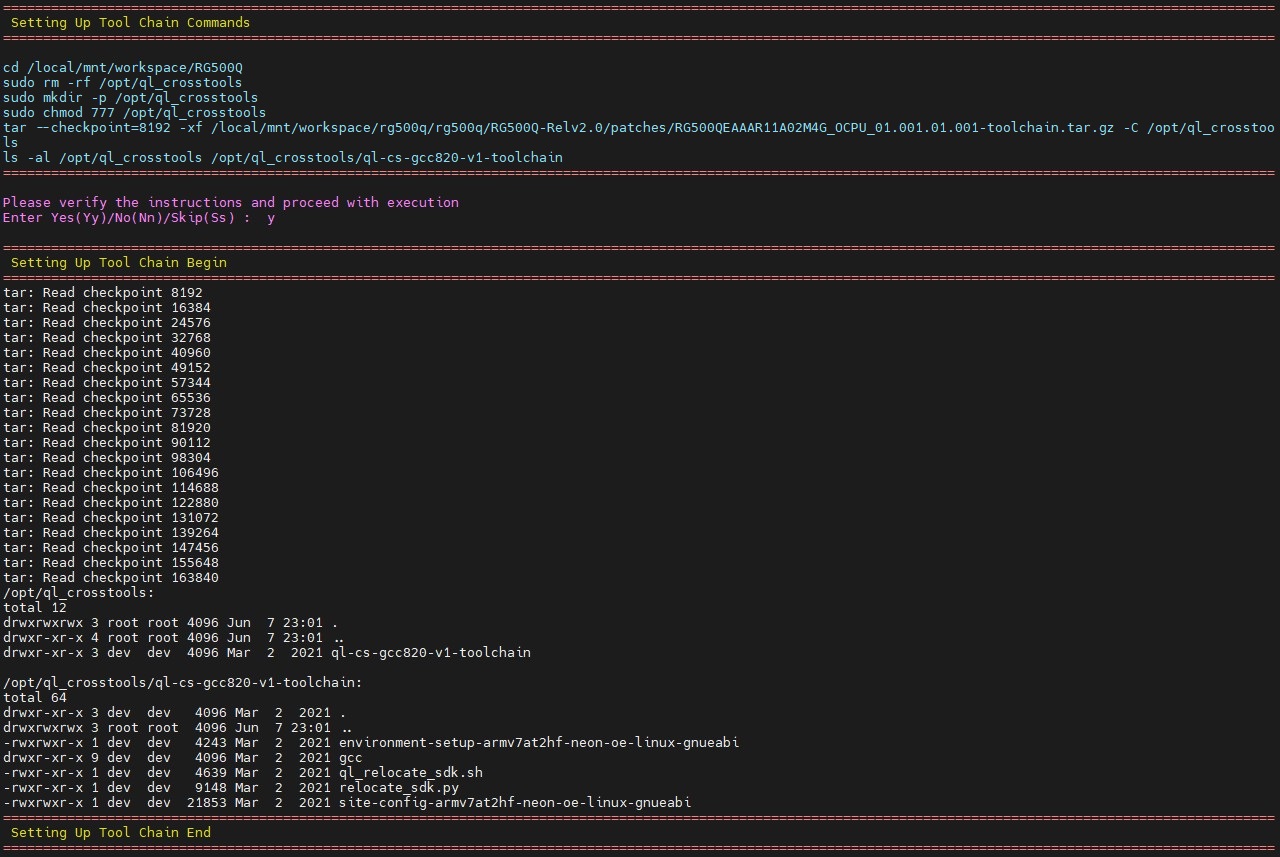 ================================================================================================================================================================
 Setting Up Tool Chain Commands
================================================================================================================================================================
cd /local/mnt/workspace/RG500Q
sudo rm -rf /opt/ql_crosstools
sudo mkdir -p /opt/ql_crosstools
sudo chmod 777 /opt/ql_crosstools
tar --checkpoint=8192 -xf /local/mnt/workspace/rg500q/rg500q/RG500Q-Relv2.0/patches/RG500QEAAAR11A02M4G_OCPU_01.001.01.001-toolchain.tar.gz -C /opt/ql_crosstoo
ls
ls -al /opt/ql_crosstools /opt/ql_crosstools/ql-cs-gcc820-v1-toolchain
================================================================================================================================================================
Please verify the instructions and proceed with execution
Enter Yes(Yy)/No(Nn)/Skip(Ss) :  y
================================================================================================================================================================
 Setting Up Tool Chain Begin
================================================================================================================================================================
tar: Read checkpoint 8192
tar: Read checkpoint 16384
tar: Read checkpoint 24576
tar: Read checkpoint 32768
tar: Read checkpoint 40960
tar: Read checkpoint 49152
tar: Read checkpoint 57344
tar: Read checkpoint 65536
tar: Read checkpoint 73728
tar: Read checkpoint 81920
tar: Read checkpoint 90112
tar: Read checkpoint 98304
tar: Read checkpoint 106496
tar: Read checkpoint 114688
tar: Read checkpoint 122880
tar: Read checkpoint 131072
tar: Read checkpoint 139264
tar: Read checkpoint 147456
tar: Read checkpoint 155648
tar: Read checkpoint 163840
/opt/ql_crosstools:
total 12
drwxrwxrwx 3 root root 4096 Jun  7 23:01 .
drwxr-xr-x 4 root root 4096 Jun  7 23:01 ..
drwxr-xr-x 3 dev  dev  4096 Mar  2  2021 ql-cs-gcc820-v1-toolchain

/opt/ql_crosstools/ql-cs-gcc820-v1-toolchain:
total 64
drwxr-xr-x 3 dev  dev   4096 Mar  2  2021 .
drwxrwxrwx 3 root root  4096 Jun  7 23:01 ..
-rwxrwxr-x 1 dev  dev   4243 Mar  2  2021 environment-setup-armv7at2hf-neon-oe-linux-gnueabi
drwxr-xr-x 9 dev  dev   4096 Mar  2  2021 gcc
-rwxr-xr-x 1 dev  dev   4639 Mar  2  2021 ql_relocate_sdk.sh
-rwxr-xr-x 1 dev  dev   9148 Mar  2  2021 relocate_sdk.py
-rwxrwxr-x 1 dev  dev  21853 Mar  2  2021 site-config-armv7at2hf-neon-oe-linux-gnueabi
================================================================================================================================================================
 Setting Up Tool Chain End
================================================================================================================================================================